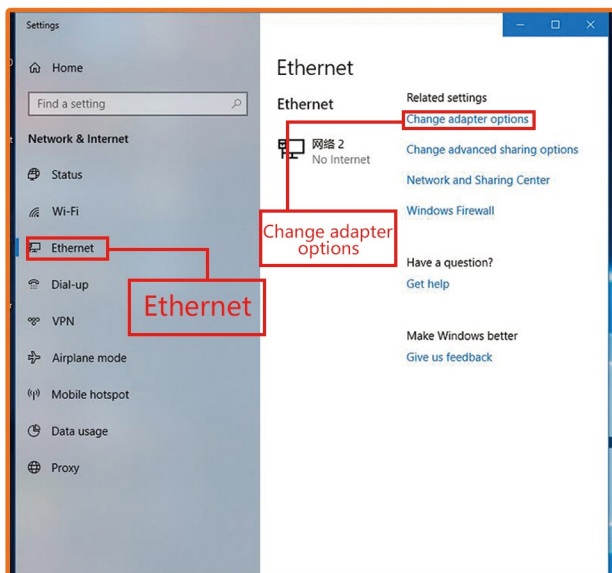 Settings
Home
Find a setting
Network & Internet
Status
Wi-Fi
Ethernet
Dial-up
VPN
Airplane mode
Mobile hotspot
Data usage
Proxy
Ethernet
Ethernet
Ethernet
网络 2
No Internet
Related settings
Change adapter options
Change advanced sharing options
Network and Sharing Center
Windows Firewall
Change adapter
options
Have a question?
Get help
Make Windows better
Give us feedback